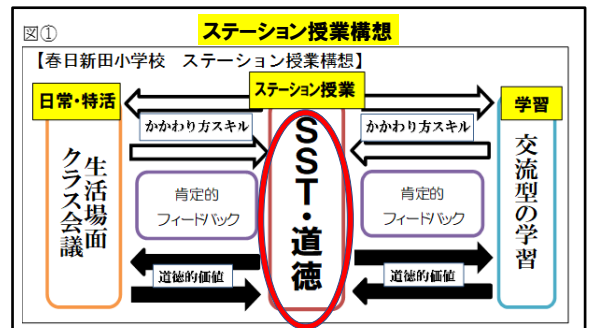 図①
ステーション授業構想
【春日新田小学校 ステーション授業構想】
日常・特活
ステーション授業
学習
かかわり方スキル
かかわり方スキル
生活場面
クラス会議
肯定的
フィードバック
SST・道徳
肯定的
フィードバック
交流型の学習
道徳的価値
道徳的価値